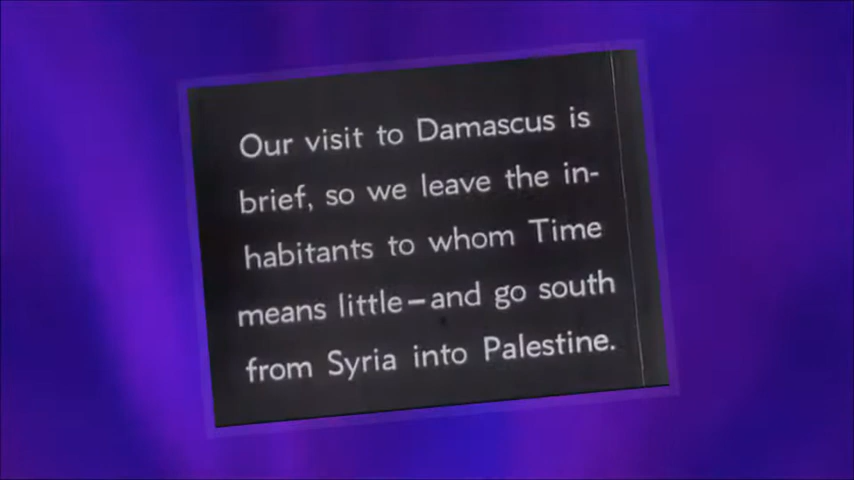 Our visit to Damascus is
brief, so we leave the in-
habitants to whom Time
means little—and go south
from Syria into Palestine.